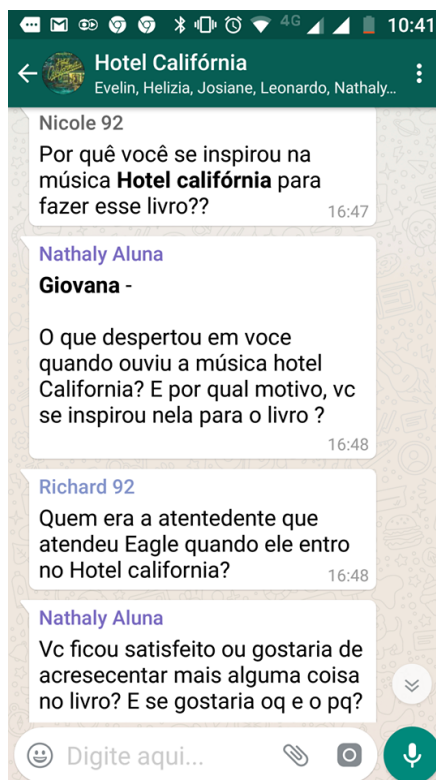 4G 10:41
Hotel Califórnia
Evelin, Helizia, Josiane, Leonardo, Nathaly...
Nicole 92
Por quê você se inspirou na
música Hotel califórnia para
fazer esse livro??
16:47
Nathaly Aluna
Giovana -
O que despertou em voce
quando ouviu a música hotel
California? E por qual motivo, vc
se inspirou nela para o livro ?
16:48
Richard 92
Quem era a atentedente que
atendeu Eagle quando ele entro
no Hotel california?
16:48
Nathaly Aluna
Vc ficou satisfeito ou gostaria de
acresecentar mais alguma coisa
no livro? E se gostaria oq e o pq?
Digite aqui...